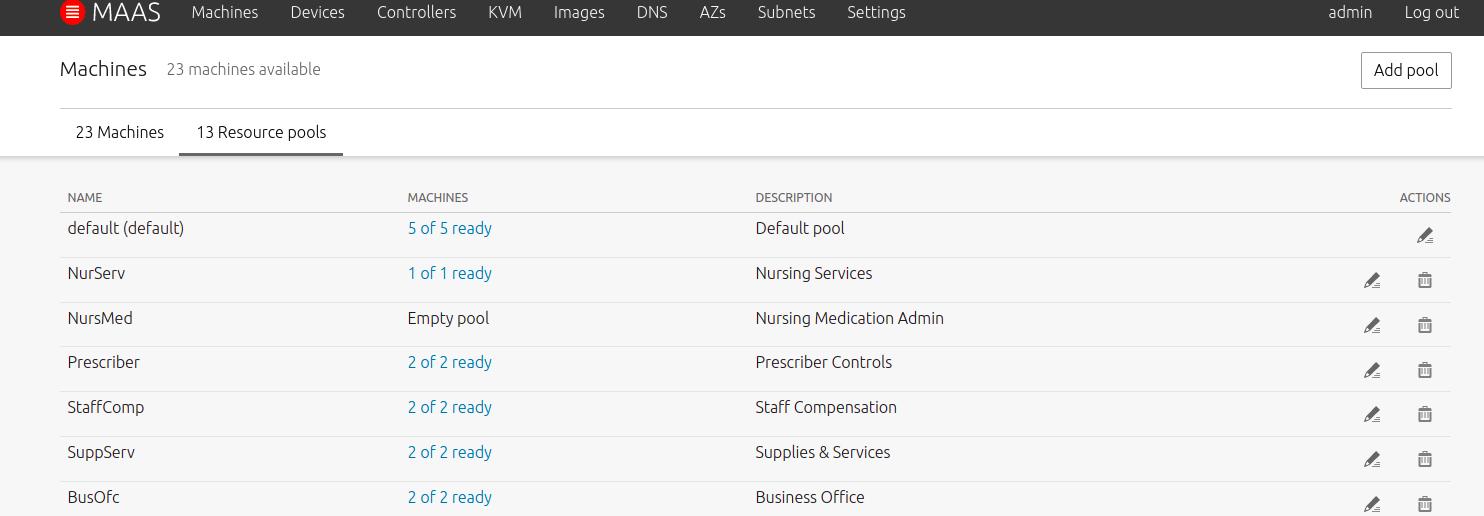 MAAS Machines Devices Controllers KVM Images DNS AZs Subnets Settings admin Log out
Machines 23 machines available Add pool
23 Machines 13 Resource pools
NAME MACHINES DESCRIPTION ACTIONS
default (default) 5 of 5 ready Default pool
NurServ 1 of 1 ready Nursing Services
NursMed Empty pool Nursing Medication Admin
Prescriber 2 of 2 ready Prescriber Controls
StaffComp 2 of 2 ready Staff Compensation
SuppServ 2 of 2 ready Supplies & Services
BusOfc 2 of 2 ready Business Office